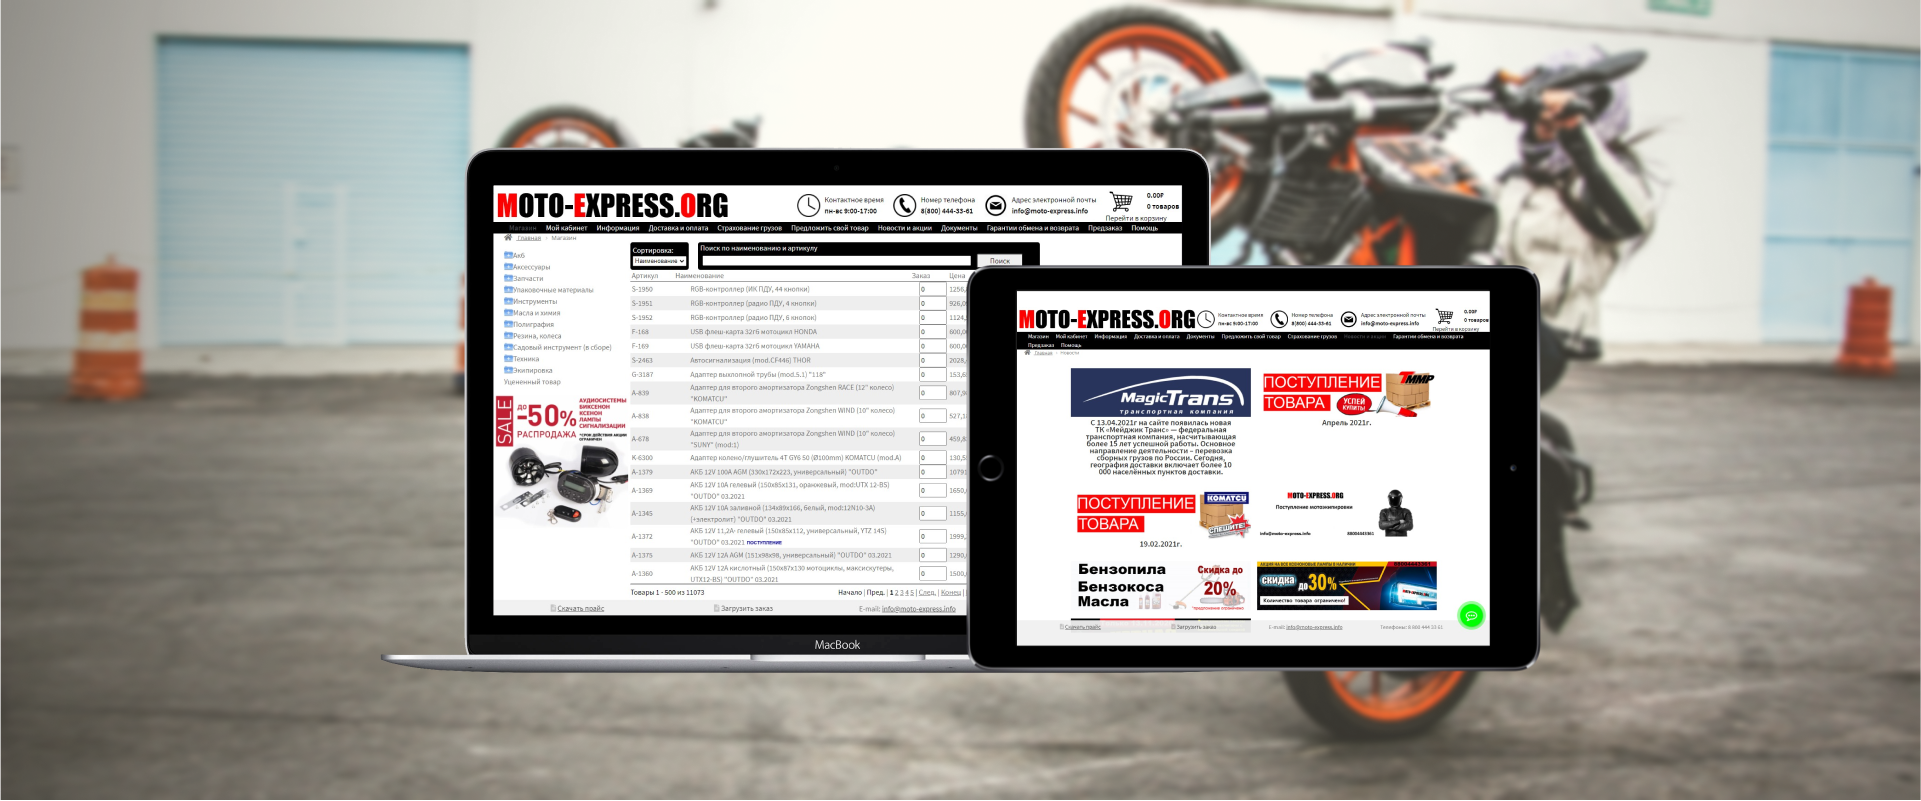 MOTO-EXPRESS.ORG
Контактное время
пн-вс 9:00-17:00
Номер телефона
8(800) 444-33-61
Адрес электронной почты
info@moto-express.info
0.00₽
0 товаров
Перейти в корзину
Магазин Мой кабинет Информация Доставка и оплата Страхование грузов Предложить свой товар Новости и акции Документы Гарантии обмена и возврата Предзаказ Помощь
Главная Магазин
Акб
Аксессуары
Запчасти
Упаковочные материалы
Инструменты
Масла и химия
Полиграфия
Резина, колеса
Садовый инструмент (в сборе)
Техника
Экипировка
Уцененный товар
SALE
ДО -50%
РАСПРОДАЖА
АУДИОСИСТЕМЫ
БИКСЕНОН
КСЕНОН
ЛАМПЫ
СИГНАЛИЗАЦИИ
*СРОК ДЕЙСТВИЯ АКЦИИ
ОГРАНИЧЕН
Сортировка:
Наименование
Поиск по наименованию и артикулу
Поиск
Артикул Наименование Заказ Цена
S-1950 RGB-контроллер (ИК ПДУ, 44 кнопки) 0 1256,
S-1951 RGB-контроллер (радио ПДУ, 4 кнопки) 0 926,0
S-1952 RGB-контроллер (радио ПДУ, 6 кнопок) 0 1124,
F-168 USB флеш-карта 32гб мотоцикл HONDA 0 600,0
F-169 USB флеш-карта 32гб мотоцикл YAMAHA 0 600,0
S-2463 Автосигнализация (mod.CF446) THOR 0 2028,
G-3187 Адаптер выхлопной трубы (mod.5,1) "118" 0 153,6
A-839 Адаптер для второго амортизатора Zongshen RACE (12" колесо) "KOMATCU" 0 807,9
A-838 Адаптер для второго амортизатора Zongshen WIND (10" колесо) "KOMATCU" 0 527,1
A-678 Адаптер для второго амортизатора Zongshen WIND (10" колесо) "SUNY" (mod:1) 0 459,8
K-6300 Адаптер колено/глушитель 4T GY6 50 (Ø100mm) KOMATCU (mod.A) 0 130,5
A-1379 АКБ 12V 100А AGM (330x172x223, универсальный) "OUTDO" 0 1079
A-1369 АКБ 12V 10А гелевый (150x85x131, оранжевый, mod:UTX 12-BS) "OUTDO" 03.2021 0 1650,
A-1345 АКБ 12V 10А заливной (134x89x166, белый, mod:12N10-3A) (+электролит) "OUTDO" 03.2021 0 1155,
A-1372 АКБ 12V 11,2А- гелевый (150x85x112, универсальный, YTZ 14S) "OUTDO" 03.2021 ПОСТУПЛЕНИЕ 0 1999,
A-1375 АКБ 12V 12А AGM (151x98x98, универсальный) "OUTDO" 03.2021 0 1290,
A-1360 АКБ 12V 12А кислотный (150x87x130 мотоциклы, максискутеры, UTX12-BS) "OUTDO" 03.2021 0 1500,
Товары 1 - 500 из 11073
Начало | Пред. | 1 2 3 4 5 | След. | Конец |
Скачать прайс
Загрузить заказ
E-mail: info@moto-express.info
MacBook
MOTO-EXPRESS.ORG
Контактное время
пн-вс 9:00-17:00
Номер телефона
8(800) 444-33-61
Адрес электронной почты
info@moto-express.info
0.00₽
0 товаров
Перейти в корзину
Магазин Мой кабинет Информация Доставка и оплата Документы Предложить свой товар Страхование грузов Новости и акции Гарантии обмена и возврата
Предзаказ Помощь
Главная Новости
MagicTrans
транспортная компания
С 13.04.2021г на сайте появилась новая
ТК «Мейджик Транс» — федеральная
транспортная компания, насчитывающая
более 15 лет успешной работы. Основное
направление деятельности – перевозка
сборных грузов по России. Сегодня,
география доставки включает более 10
000 населённых пунктов доставки.
ПОСТУПЛЕНИЕ
ТОВАРА
УСПЕЙ
КУПИТЬ!
TMMP
Апрель 2021г.
ПОСТУПЛЕНИЕ
ТОВАРА
KOMATCU
СПЕШИТЕ!
19.02.2021г.
MOTO-EXPRESS.ORG
Поступление мотоэкипировки
info@moto-express.info
88004443361
Бензопила
Бензокоса
Масла
Скидка до
20%
АКЦИЯ НА ВСЕ КСЕНОНОВЫЕ ЛАМПЫ В НАЛИЧИИ
88004443361
СКИДКА до 30%
Количество товара ограничено!
Скачать прайс
Загрузить заказ
E-mail: info@moto-express.info
Телефоны: 8 800 444 33 61